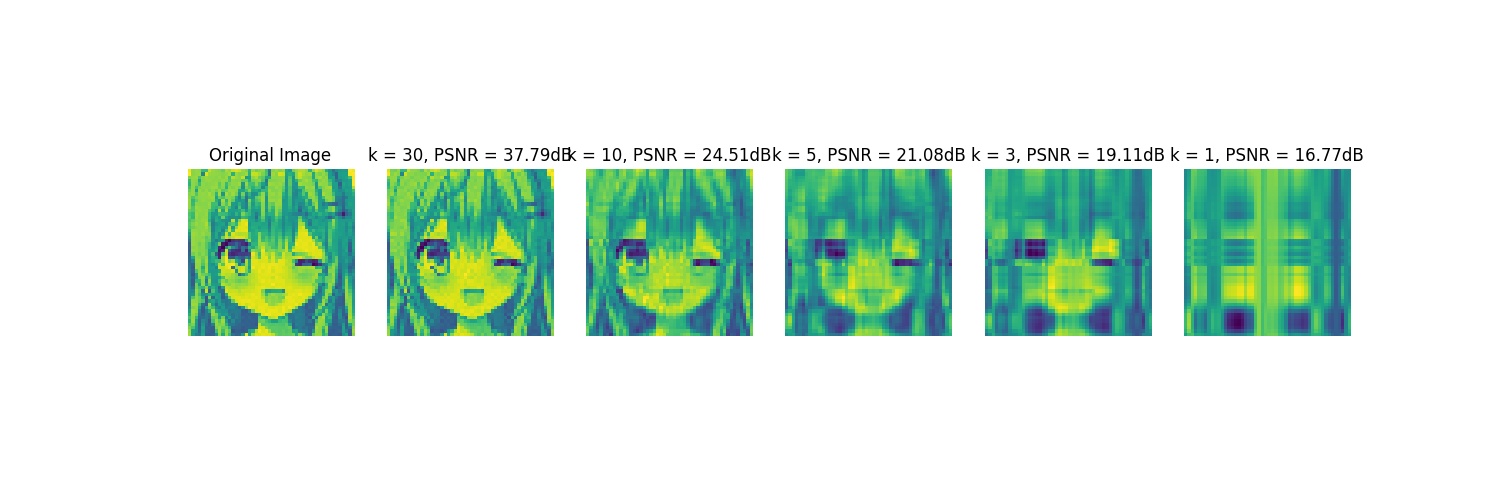 Original Image
k = 30, PSNR = 37.79dB
k = 10, PSNR = 24.51dB
k = 5, PSNR = 21.08dB
k = 3, PSNR = 19.11dB
k = 1, PSNR = 16.77dB